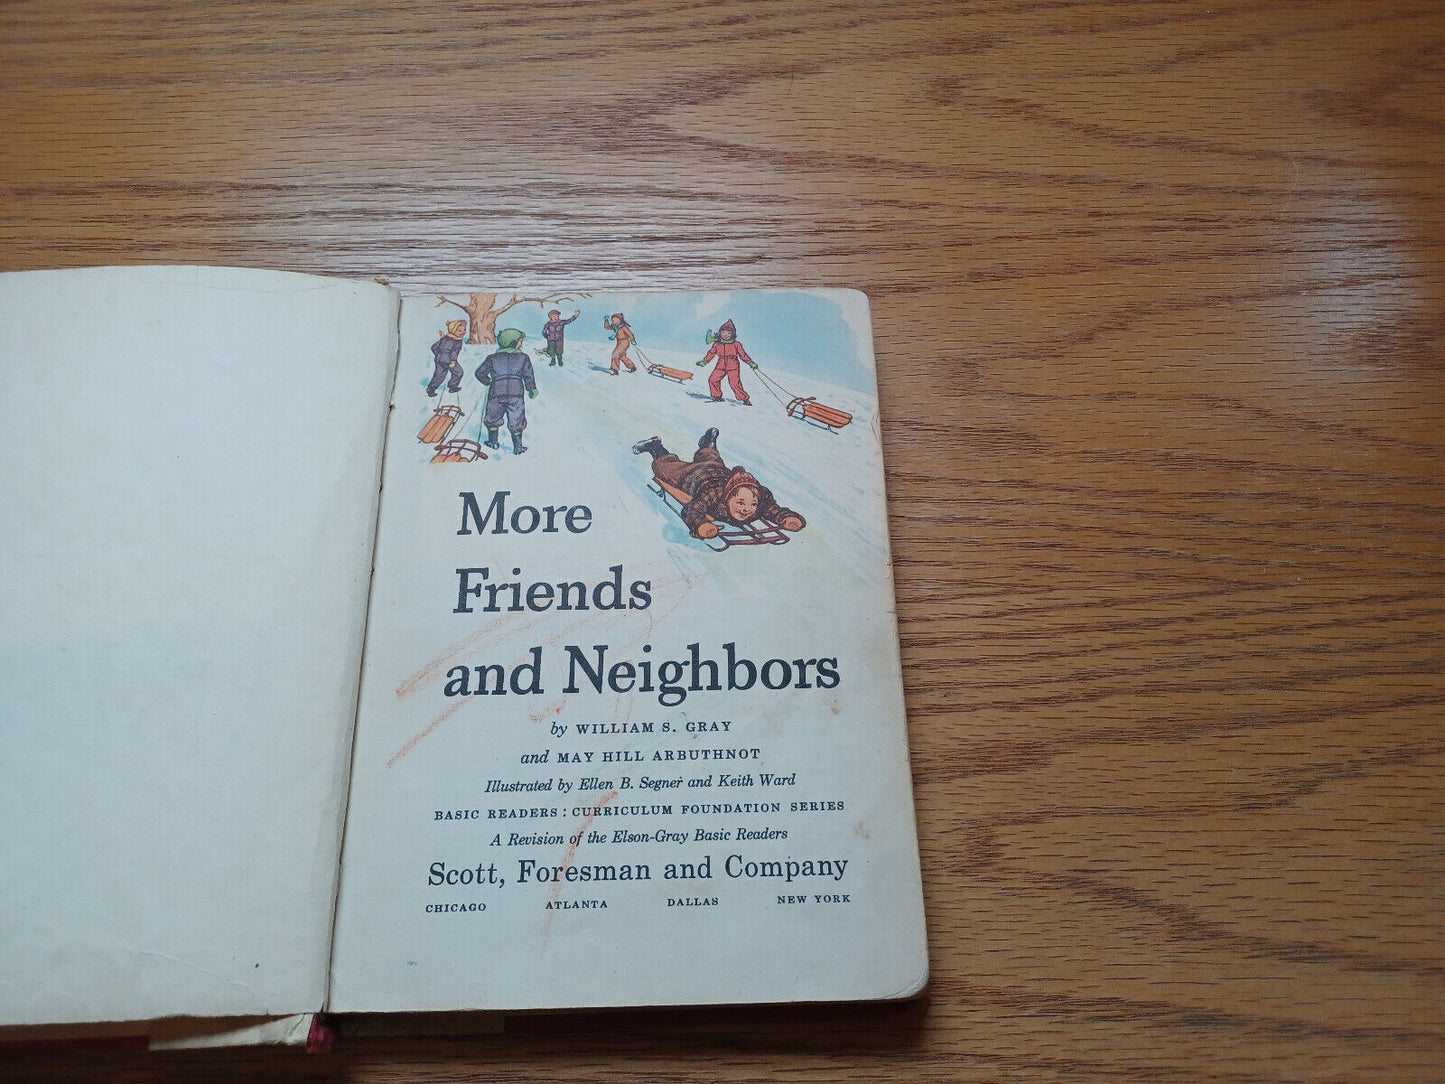 More
Friends
and Neighbors
by WILLIAM S. GRAY
and MAY HILL ARBUTHNOT
Illustrated by Ellen B. Segner and Keith Ward
BASIC READERS : CURRICULUM FOUNDATION SERIES
A Revision of the Elson-Gray Basic Readers
Scott, Foresman and Company
CHICAGO ATLANTA DALLAS NEW YORK